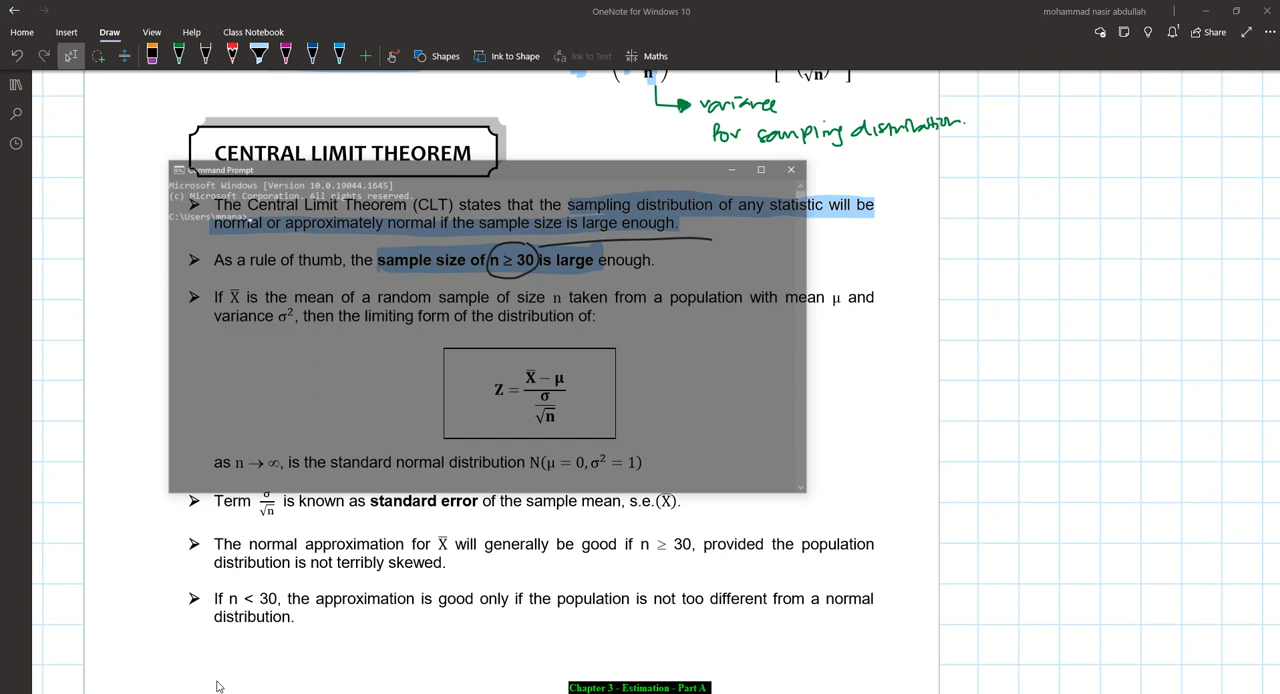 OneNote for Windows 10
mohammad nasir abdullah
Home Insert Draw View Help Class Notebook
Share
Shapes Ink to Shape Ink to Text Maths
n
(√n)
variance
for sampling distribution.
CENTRAL LIMIT THEOREM
Command Prompt
Microsoft Windows [Version 10.0.19044.1645]
(c) Microsoft Corporation. All rights reserved.
➢ The Central Limit Theorem (CLT) states that the sampling distribution of any statistic will be
C:\Users\mnana>
normal or approximately normal if the sample size is large enough.
➢ As a rule of thumb, the sample size of n ≥ 30 is large enough.
➢ If X̅ is the mean of a random sample of size n taken from a population with mean μ and
variance σ², then the limiting form of the distribution of:
Z = (X̅ − μ) / (σ/√n)
as n → ∞, is the standard normal distribution N(μ = 0, σ² = 1)
➢ Term σ/√n is known as standard error of the sample mean, s.e.(X̅).
➢ The normal approximation for X̅ will generally be good if n ≥ 30, provided the population
distribution is not terribly skewed.
➢ If n < 30, the approximation is good only if the population is not too different from a normal
distribution.
Chapter 3 - Estimation - Part A